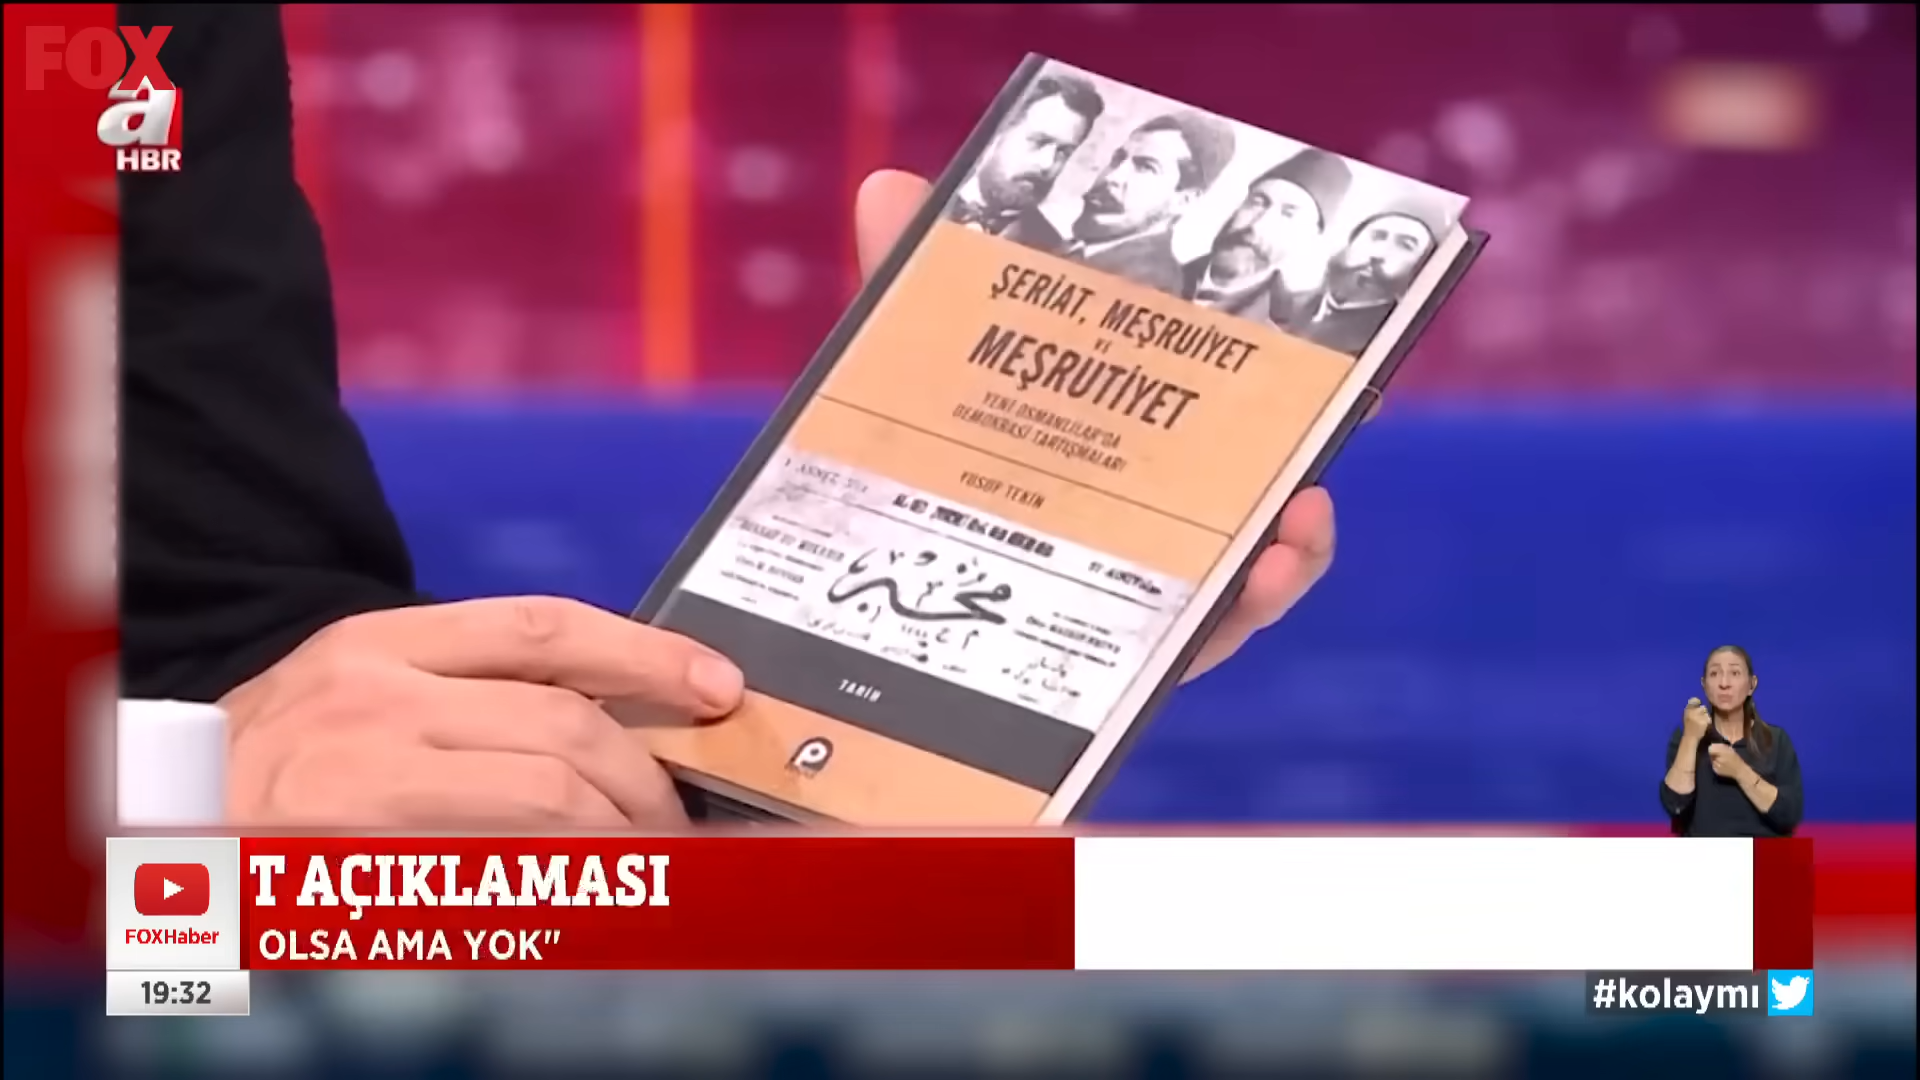 FOX
a
HBR
ŞERİAT, MEŞRUİYET
VE
MEŞRUTİYET
YENİ OSMANLILAR'DA
DEMOKRASİ TARTIŞMALARI
YUSUF TEKİN
مخبر
TARİH
T AÇIKLAMASI
OLSA AMA YOK"
FOXHaber
19:32
#kolaymı